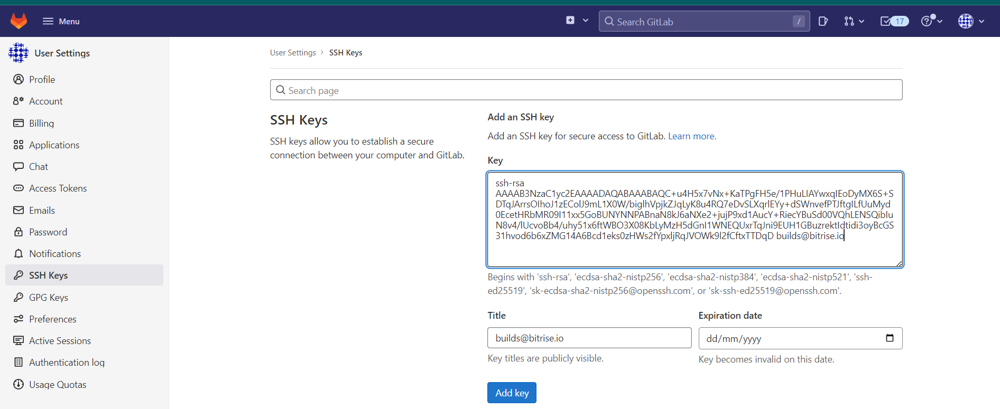 Menu
Search GitLab
/
17
User Settings
Profile
Account
Billing
Applications
Chat
Access Tokens
Emails
Password
Notifications
SSH Keys
GPG Keys
Preferences
Active Sessions
Authentication log
Usage Quotas
User Settings > SSH Keys
Search page
SSH Keys
SSH keys allow you to establish a secure
connection between your computer and GitLab.
Add an SSH key
Add an SSH key for secure access to GitLab. Learn more.
Key
ssh-rsa
AAAAB3NzaC1yc2EAAAADAQABAAABAQC+u4H5x7vNx+KaTPgFH5e/1PHuLIAYwxqIEoDyMX6S+S
DTqJArrsOIhoJ1zEColJ9mL1X0W/biglhVpjkZJqLyK8u4RQ7eDvSLXqrlEYy+dSWnvefPTJftgILfUuMyd
0EcetHRbMR09I11xx5GoBUNYNNPABnaN8kJ6aNXe2+jujP9xd1AucY+RiecYBuSd00VQhLENSQibIu
N8v4/lUcvoBb4/uhy51x6ftWBO3X08KbLyMzH5dGnI1WNEQUxrTqJni9EUH1GBuzrektIdtidi3oyBcGS
31hvod6b6xZMG14A6Bcd1eks0zHWs2fYpxljRqJVOWk9l2fCftxTTDqD builds@bitrise.io
Begins with 'ssh-rsa', 'ecdsa-sha2-nistp256', 'ecdsa-sha2-nistp384', 'ecdsa-sha2-nistp521', 'ssh-
ed25519', 'sk-ecdsa-sha2-nistp256@openssh.com', or 'sk-ssh-ed25519@openssh.com'.
Title
Expiration date
builds@bitrise.io
dd/mm/yyyy
Key titles are publicly visible.
Key becomes invalid on this date.
Add key